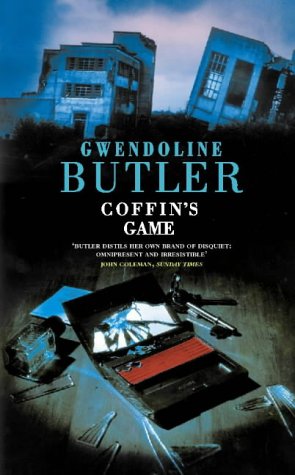 GWENDOLINE
BUTLER
COFFIN'S
GAME
'BUTLER DISTILS HER OWN BRAND OF DISQUIET:
OMNIPRESENT AND IRRESISTIBLE'
JOHN COLEMAN, SUNDAY TIMES